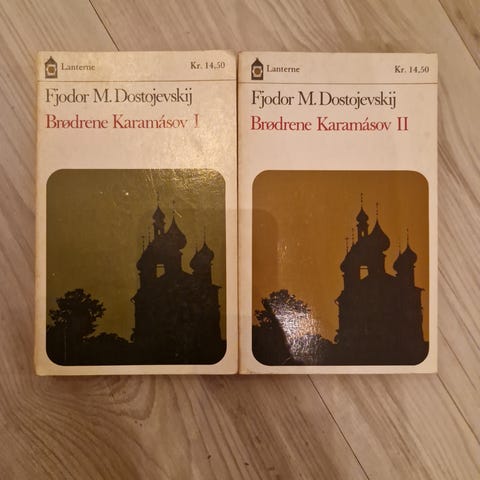 Lanterne Kr. 14,50
Fjodor M. Dostojevskij
Brødrene Karamásov I
Lanterne Kr. 14,50
Fjodor M. Dostojevskij
Brødrene Karamásov II